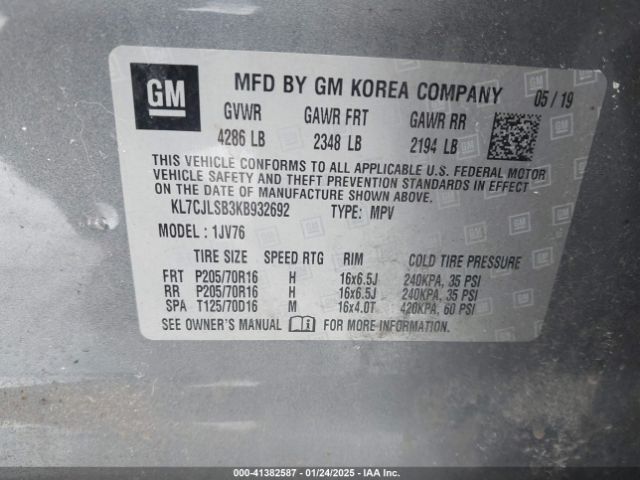 GM MFD BY GM KOREA COMPANY 05 / 19
GVWR GAWR FRT GAWR RR
4286 LB 2348 LB 2194 LB
THIS VEHICLE CONFORMS TO ALL APPLICABLE U.S. FEDERAL MOTOR
VEHICLE SAFETY AND THEFT PREVENTION STANDARDS IN EFFECT
ON THE DATE OF MANUFACTURE SHOWN ABOVE.
KL7CJLSB3KB932692 TYPE: MPV
MODEL : 1JV76
TIRE SIZE SPEED RTG RIM COLD TIRE PRESSURE
FRT P205/70R16 H 16x6.5J 240KPA, 35 PSI
RR P205/70R16 H 16x6.5J 240KPA, 35 PSI
SPA T125/70D16 M 16x4.0T 420KPA, 60 PSI
SEE OWNER'S MANUAL FOR MORE INFORMATION.
000-41382587 - 01/24/2025 - IAA Inc.